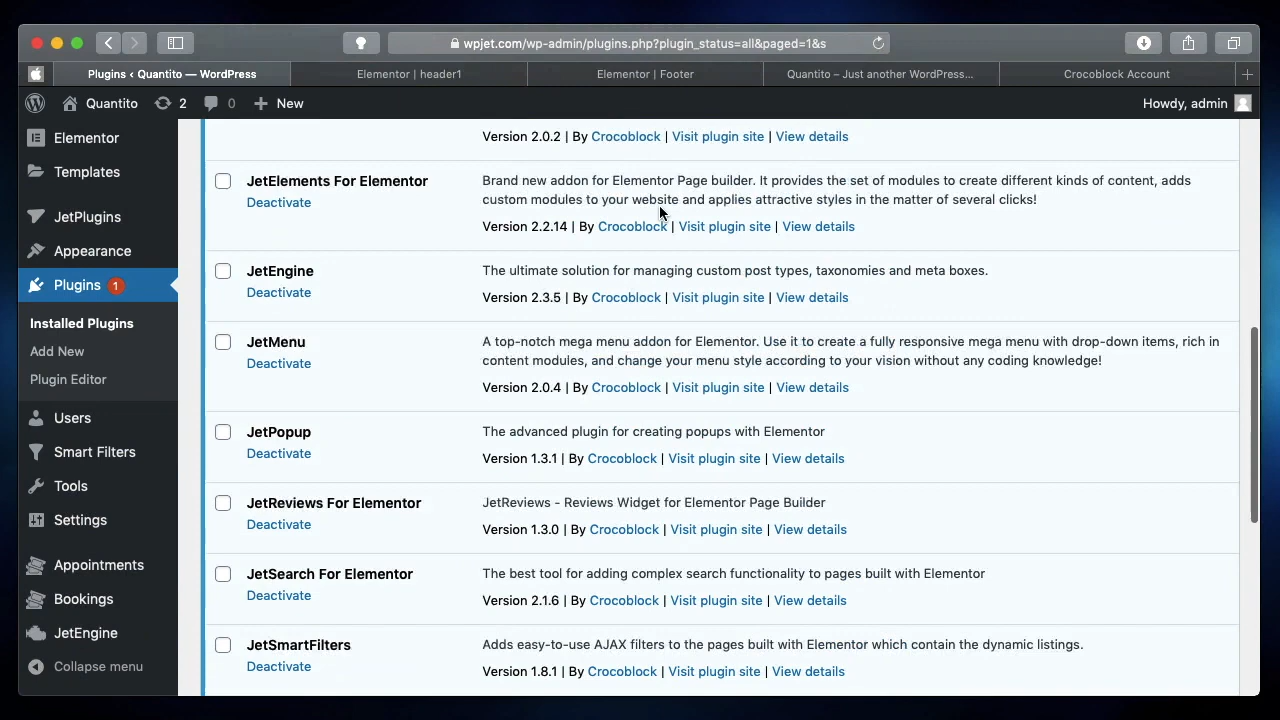 wpjet.com/wp-admin/plugins.php?plugin_status=all&paged=1&s
Plugins ‹ Quantito — WordPress
Elementor | header1
Elementor | Footer
Quantito – Just another WordPress...
Crocoblock Account
Quantito
2
0
New
Howdy, admin
Elementor
Templates
JetPlugins
Appearance
Plugins 1
Installed Plugins
Add New
Plugin Editor
Users
Smart Filters
Tools
Settings
Appointments
Bookings
JetEngine
Collapse menu
Version 2.0.2 | By Crocoblock | Visit plugin site | View details
JetElements For Elementor
Deactivate
Brand new addon for Elementor Page builder. It provides the set of modules to create different kinds of content, adds
custom modules to your website and applies attractive styles in the matter of several clicks!
Version 2.2.14 | By Crocoblock | Visit plugin site | View details
JetEngine
Deactivate
The ultimate solution for managing custom post types, taxonomies and meta boxes.
Version 2.3.5 | By Crocoblock | Visit plugin site | View details
JetMenu
Deactivate
A top-notch mega menu addon for Elementor. Use it to create a fully responsive mega menu with drop-down items, rich in
content modules, and change your menu style according to your vision without any coding knowledge!
Version 2.0.4 | By Crocoblock | Visit plugin site | View details
JetPopup
Deactivate
The advanced plugin for creating popups with Elementor
Version 1.3.1 | By Crocoblock | Visit plugin site | View details
JetReviews For Elementor
Deactivate
JetReviews - Reviews Widget for Elementor Page Builder
Version 1.3.0 | By Crocoblock | Visit plugin site | View details
JetSearch For Elementor
Deactivate
The best tool for adding complex search functionality to pages built with Elementor
Version 2.1.6 | By Crocoblock | Visit plugin site | View details
JetSmartFilters
Deactivate
Adds easy-to-use AJAX filters to the pages built with Elementor which contain the dynamic listings.
Version 1.8.1 | By Crocoblock | Visit plugin site | View details